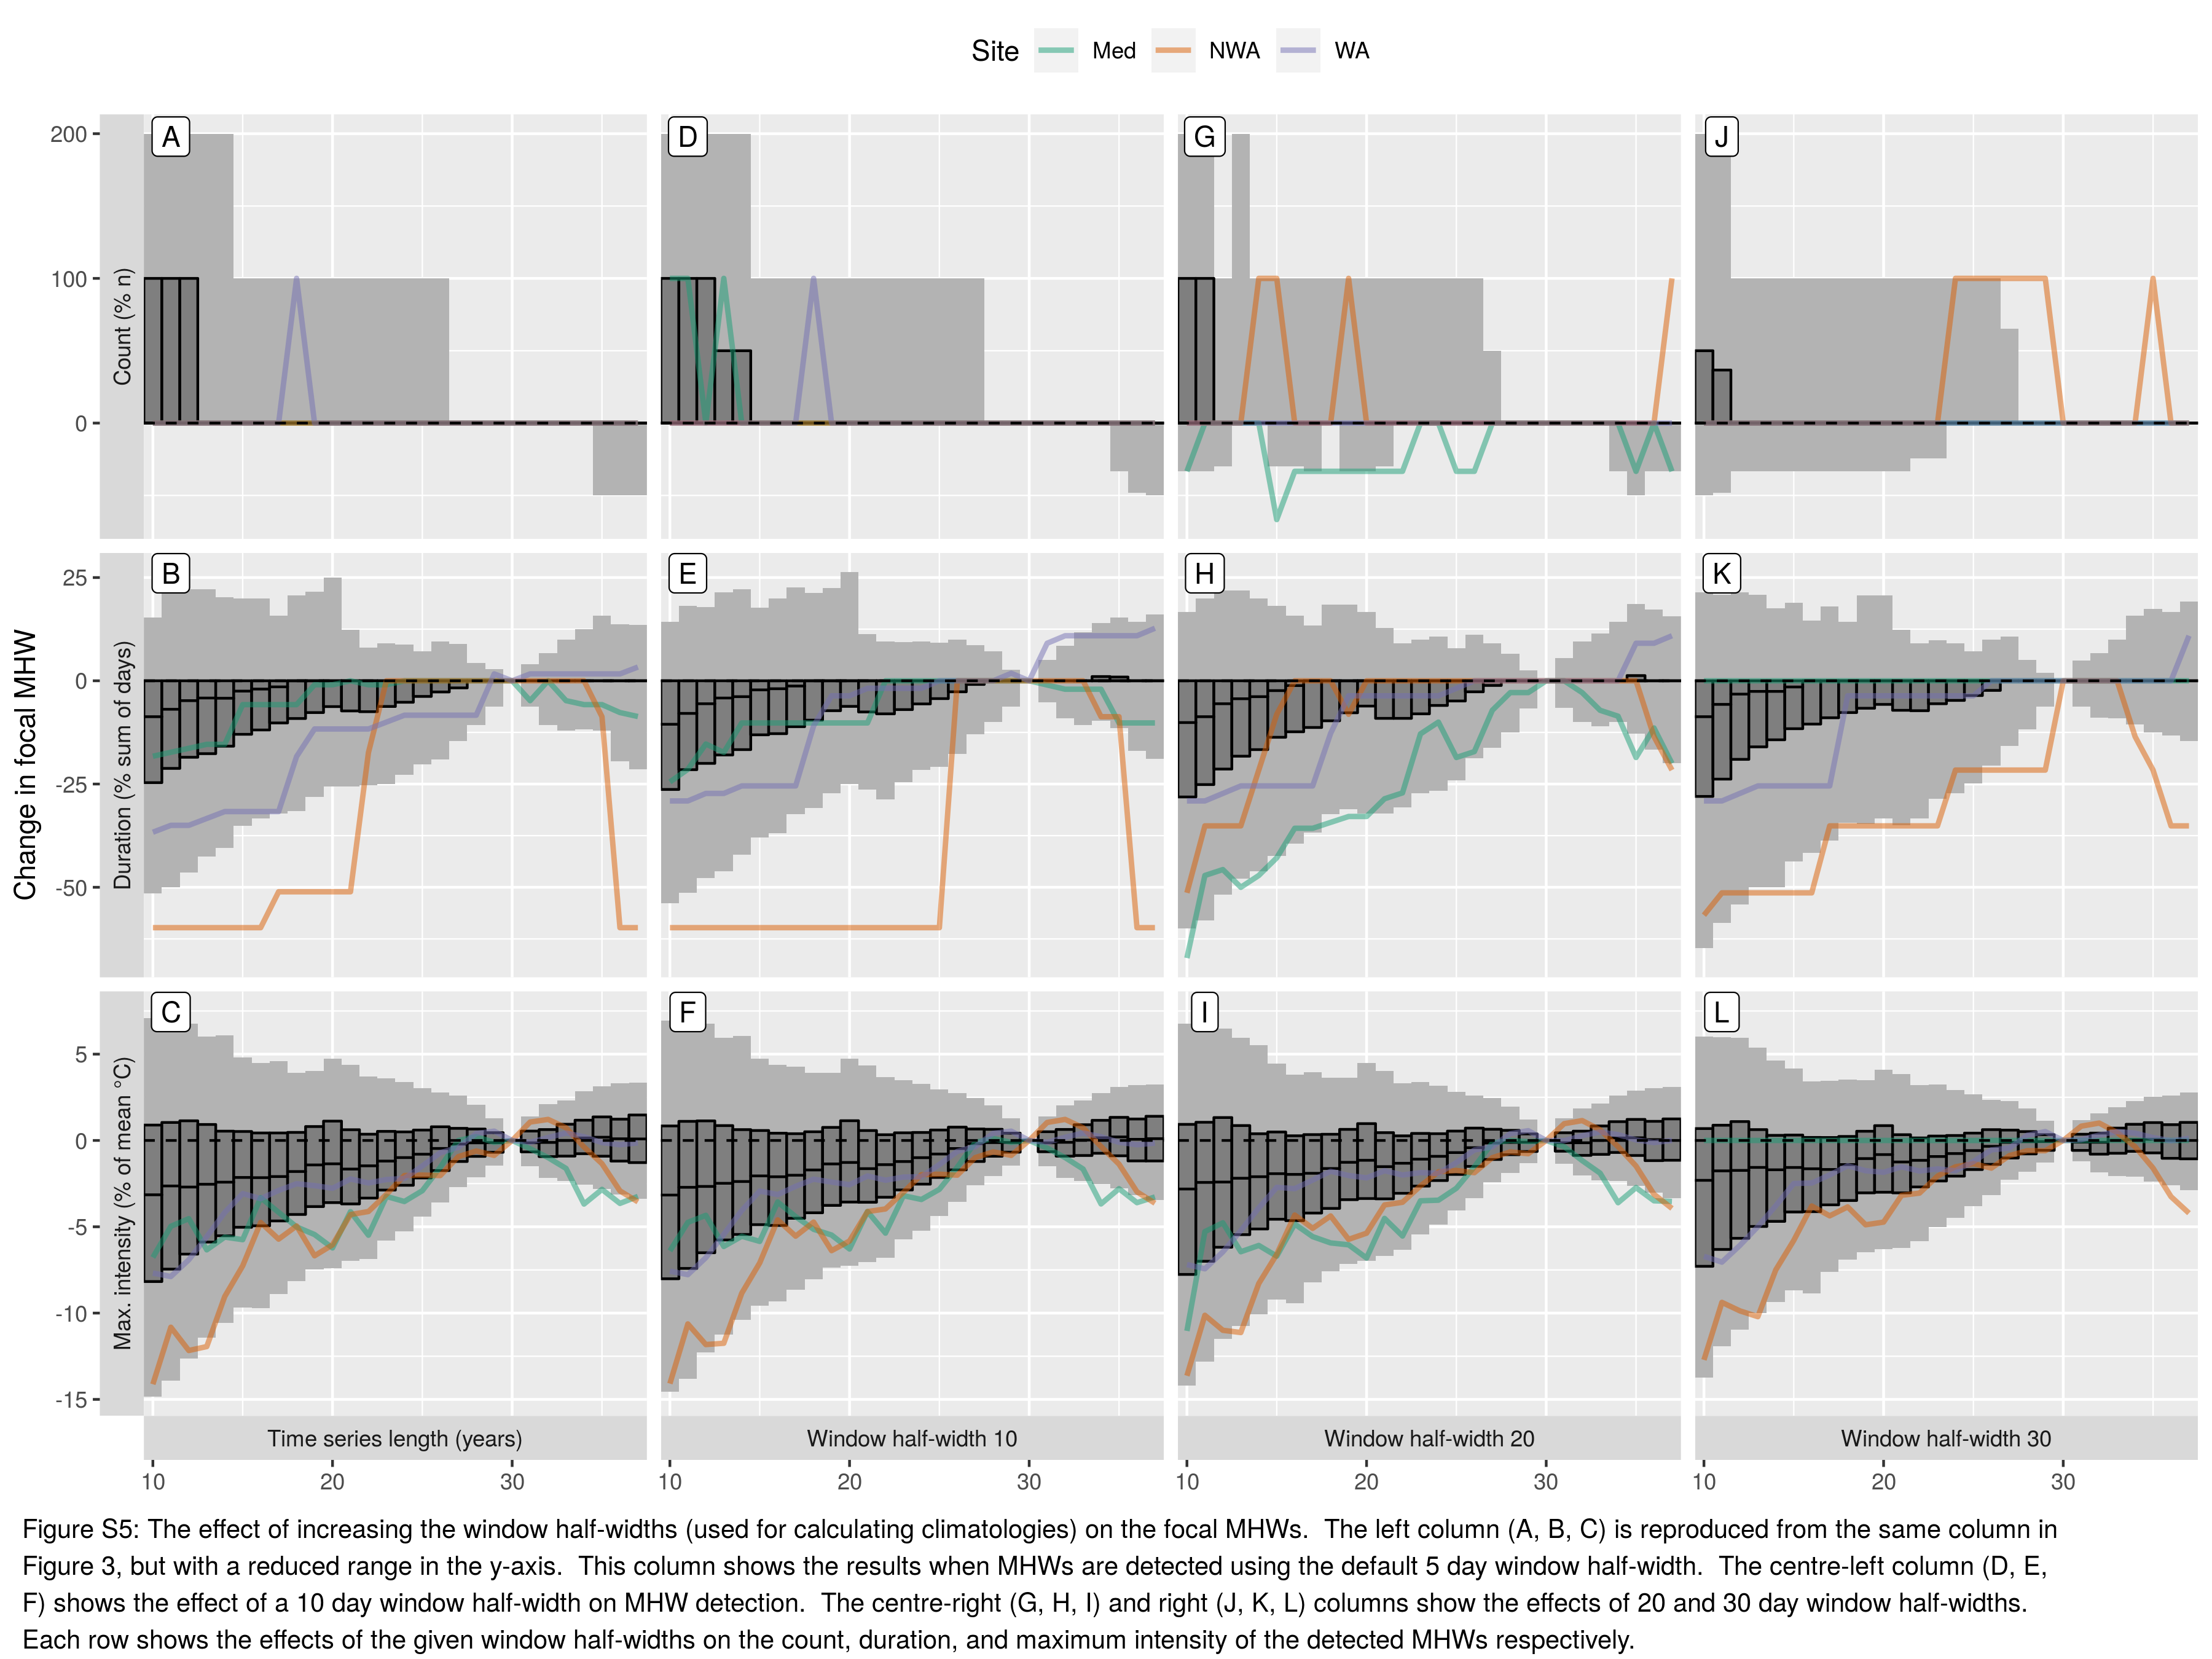 Site Med NWA WA
A D G J
200
100
0
Count (% n)
B E H K
25
0
-25
-50
Duration (% sum of days)
Change in focal MHW
C F I L
5
0
-5
-10
-15
Max. intensity (% of mean °C)
Time series length (years) Window half-width 10 Window half-width 20 Window half-width 30
10 20 30 10 20 30 10 20 30 10 20 30
Figure S5: The effect of increasing the window half-widths (used for calculating climatologies) on the focal MHWs. The left column (A, B, C) is reproduced from the same column in
Figure 3, but with a reduced range in the y-axis. This column shows the results when MHWs are detected using the default 5 day window half-width. The centre-left column (D, E,
F) shows the effect of a 10 day window half-width on MHW detection. The centre-right (G, H, I) and right (J, K, L) columns show the effects of 20 and 30 day window half-widths.
Each row shows the effects of the given window half-widths on the count, duration, and maximum intensity of the detected MHWs respectively.